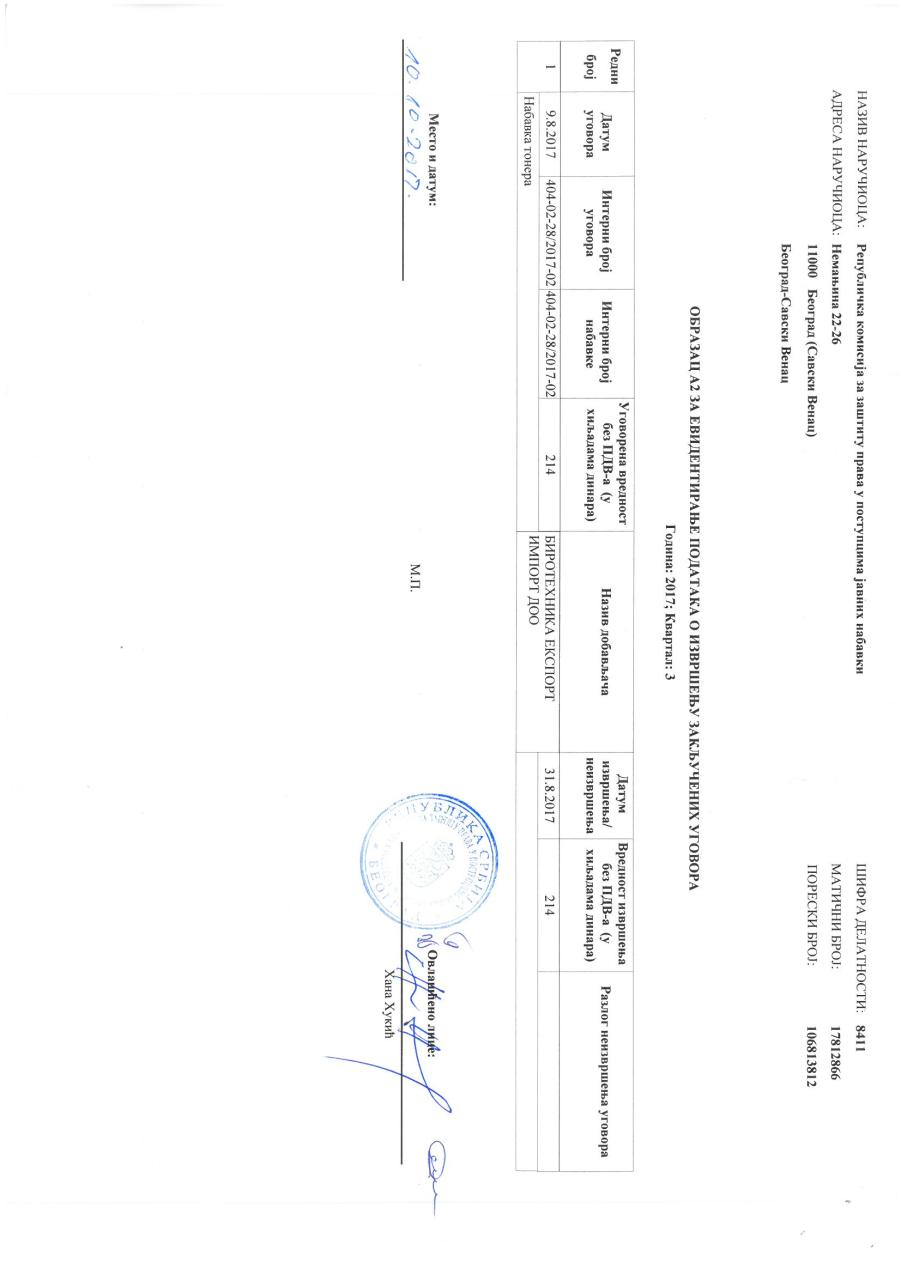 НАЗИВ НАРУЧИОЦА: Републичка комисија за заштиту права у поступцима јавних набавки
АДРЕСА НАРУЧИОЦА: Немањина 22-26
11000 Београд (Савски Венац)
Београд-Савски Венац
ШИФРА ДЕЛАТНОСТИ: 8411
МАТИЧНИ БРОЈ: 17812866
ПОРЕСКИ БРОЈ: 106813812
ОБРАЗАЦ А2 ЗА ЕВИДЕНТИРАЊЕ ПОДАТАКА О ИЗВРШЕЊУ ЗАКЉУЧЕНИХ УГОВОРА
Година: 2017; Квартал: 3
Редни број
Датум уговора
Интерни број уговора
Интерни број набавке
Уговорена вредност без ПДВ-а (у хиљадама динара)
Назив добављача
Датум извршења/ неизвршења
Вредност извршења без ПДВ-а (у хиљадама динара)
Разлог неизвршења уговора
1 9.8.2017 404-02-28/2017-02 404-02-28/2017-02 214 БИРОТЕХНИКА ЕКСПОРТ ИМПОРТ ДОО 31.8.2017 214
Набавка тонера
Место и датум:
10.10.2017.
М.П.
РЕПУБЛИКА СРБИЈА
Овлашћено лице:
Хана Хукић